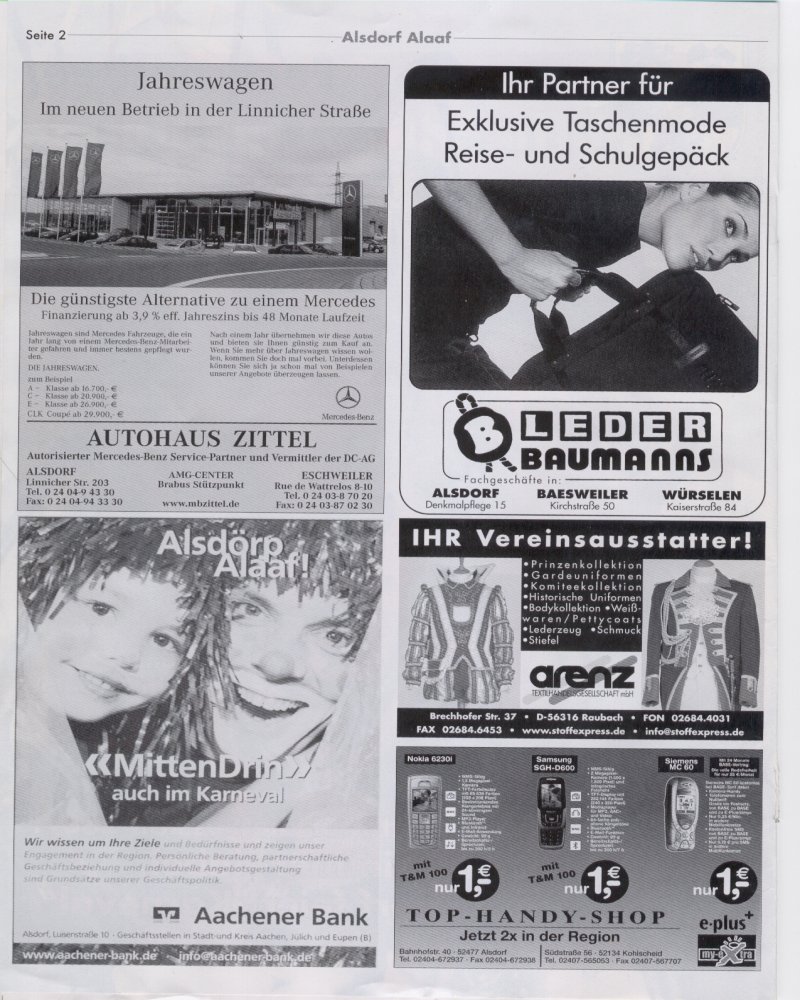 Seite 2
Alsdorf Alaaf
Jahreswagen
Im neuen Betrieb in der Linnicher Straße
Die günstigste Alternative zu einem Mercedes
Finanzierung ab 3,9 % eff. Jahreszins bis 48 Monate Laufzeit
Jahreswagen sind Mercedes Fahrzeuge, die ein
Jahr lang von einem Mercedes-Benz-Mitarbei-
ter gefahren und immer bestens gepflegt wur-
den.
DIE JAHRESWAGEN.
zum Beispiel
A – Klasse ab 16.700,- €
C – Klasse ab 20.900,- €
E – Klasse ab 26.900,- €
CLK Coupé ab 29.900,- €
Nach einem Jahr übernehmen wir diese Autos
und bieten sie Ihnen günstig zum Kauf an.
Wenn Sie mehr über Jahreswagen wissen wol-
len, kommen Sie doch mal vorbei. Unterdessen
können Sie sich ja schon mal von Beispielen
unserer Angebote überzeugen lassen.
Mercedes-Benz
AUTOHAUS ZITTEL
Autorisierter Mercedes-Benz Service-Partner und Vermittler der DC-AG
ALSDORF
Linnicher Str. 203
Tel. 0 24 04-9 43 30
Fax: 0 24 04-94 33 30
AMG-CENTER
Brabus Stützpunkt
www.mbzittel.de
ESCHWEILER
Rue de Wattrelos 8-10
Tel. 0 24 03-8 70 20
Fax: 0 24 03-87 02 30
Ihr Partner für
Exklusive Taschenmode
Reise- und Schulgepäck
B LEDER
BAUMANNS
Fachgeschäfte in:
ALSDORF
Denkmalpflege 15
BAESWEILER
Kirchstraße 50
WÜRSELEN
Kaiserstraße 84
Alsdörp
Alaaf!
«MittenDrin»
auch im Karneval
Wir wissen um Ihre Ziele und Bedürfnisse und zeigen unser
Engagement in der Region. Persönliche Beratung, partnerschaftliche
Geschäftsbeziehung und individuelle Angebotsgestaltung
sind Grundsätze unserer Geschäftspolitik.
Aachener Bank
Alsdorf, Luisenstraße 10 · Geschäftsstellen in Stadt und Kreis Aachen, Jülich und Eupen (B)
www.aachener-bank.de · info@aachener-bank.de
IHR Vereinsausstatter!
•Prinzenkollektion
•Gardeuniformen
•Komiteekollektion
•Historische Uniformen
•Bodykollektion •Weiß-
waren/Pettycoats
•Lederzeug •Schmuck
•Stiefel
arenz
TEXTILHANDELSGESELLSCHAFT mbH
Brechhofer Str. 37 • D-56316 Raubach • FON 02684.4031
FAX 02684.6453 • www.stoffexpress.de • info@stoffexpress.de
Nokia 6230i
Samsung
SGH-D600
Siemens
MC 60
mit
T&M 100
nur 1,- €
mit
T&M 100
nur 1,- €
nur 1,- €
TOP-HANDY-SHOP
Jetzt 2x in der Region
e-plus+
my-eXtra
Bahnhofstr. 40 · 52477 Alsdorf
Tel. 02404-672937 · Fax 02404-672938
Südstraße 56 · 52134 Kohlscheid
Tel. 02407-565053 · Fax 02407-567707